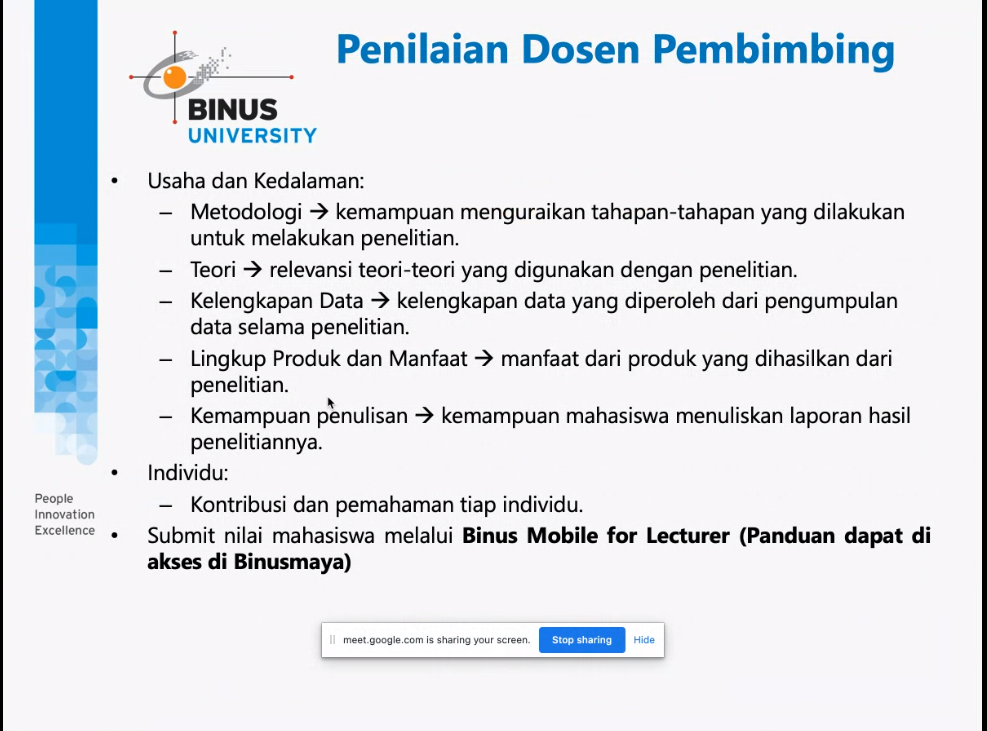 Penilaian Dosen Pembimbing
BINUS
UNIVERSITY
• Usaha dan Kedalaman:
– Metodologi → kemampuan menguraikan tahapan-tahapan yang dilakukan
untuk melakukan penelitian.
– Teori → relevansi teori-teori yang digunakan dengan penelitian.
– Kelengkapan Data → kelengkapan data yang diperoleh dari pengumpulan
data selama penelitian.
– Lingkup Produk dan Manfaat → manfaat dari produk yang dihasilkan dari
penelitian.
– Kemampuan penulisan → kemampuan mahasiswa menuliskan laporan hasil
penelitiannya.
• Individu:
– Kontribusi dan pemahaman tiap individu.
• Submit nilai mahasiswa melalui Binus Mobile for Lecturer (Panduan dapat di
akses di Binusmaya)
People
Innovation
Excellence
meet.google.com is sharing your screen. Stop sharing Hide